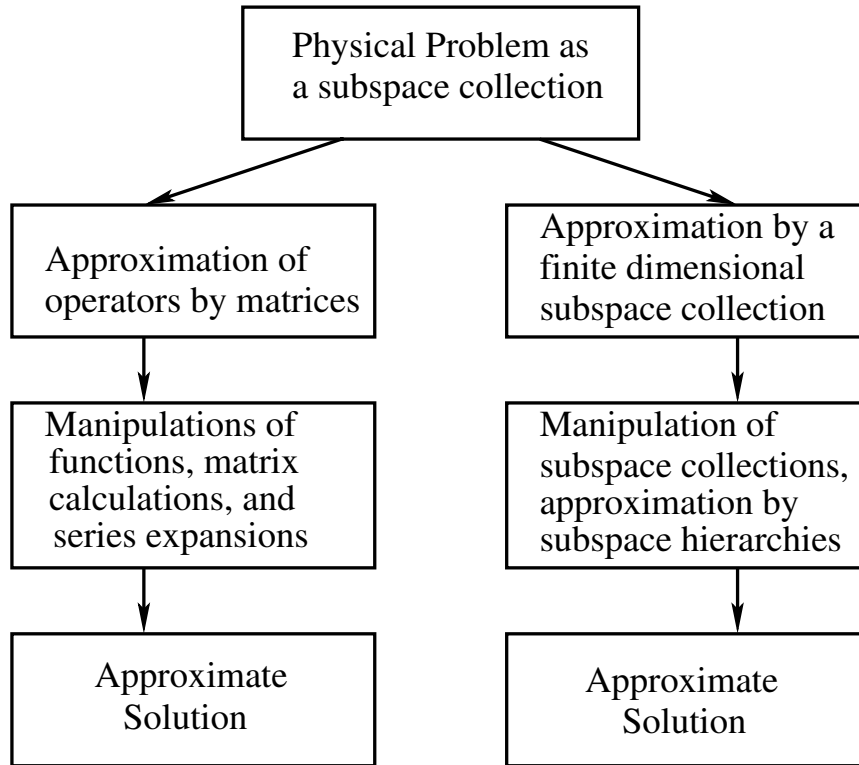 Physical Problem as
a subspace collection
Approximation of
operators by matrices
Approximation by a
finite dimensional
subspace collection
Manipulations of
functions, matrix
calculations, and
series expansions
Manipulation of
subspace collections,
approximation by
subspace hierarchies
Approximate
Solution
Approximate
Solution